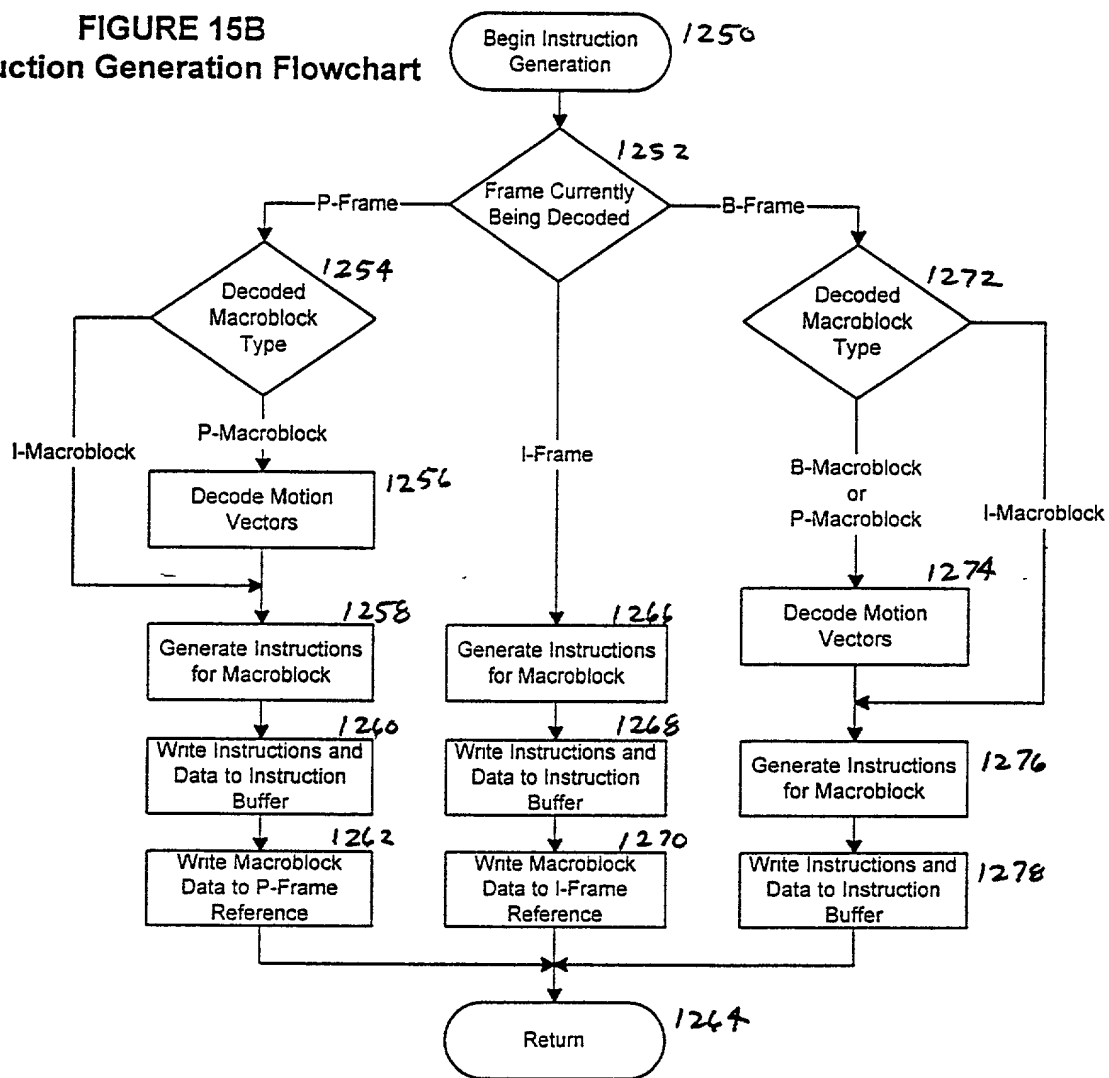 FIGURE 15B
uction Generation Flowchart
Begin Instruction
Generation
1250
1252
Frame Currently
Being Decoded
P-Frame
B-Frame
1254
Decoded
Macroblock
Type
1272
Decoded
Macroblock
Type
I-Macroblock
P-Macroblock
I-Frame
B-Macroblock
or
P-Macroblock
I-Macroblock
1256
Decode Motion
Vectors
1274
Decode Motion
Vectors
1258
Generate Instructions
for Macroblock
1266
Generate Instructions
for Macroblock
1260
Write Instructions and
Data to Instruction
Buffer
1268
Write Instructions and
Data to Instruction
Buffer
Generate Instructions
for Macroblock
1276
1262
Write Macroblock
Data to P-Frame
Reference
1270
Write Macroblock
Data to I-Frame
Reference
Write Instructions and
Data to Instruction
Buffer
1278
Return
1264